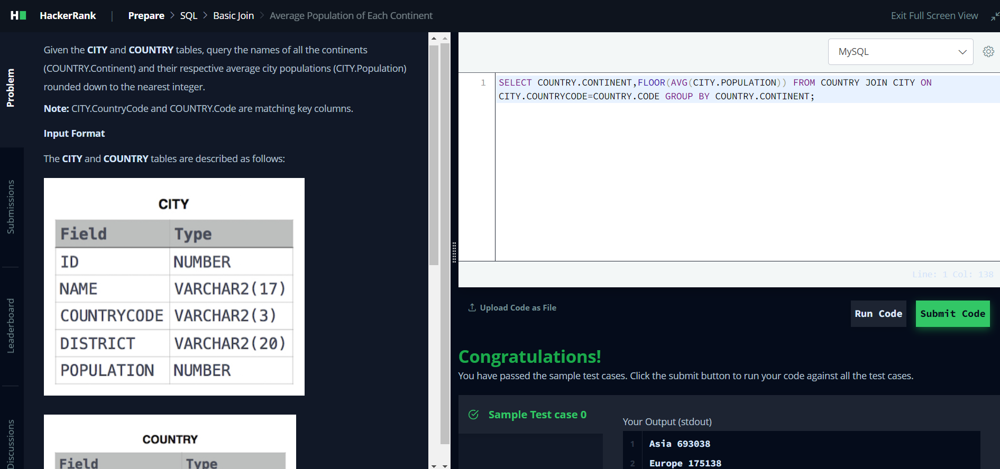 H HackerRank | Prepare > SQL > Basic Join > Average Population of Each Continent
Exit Full Screen View
Problem
Submissions
Leaderboard
Discussions
Given the CITY and COUNTRY tables, query the names of all the continents
(COUNTRY.Continent) and their respective average city populations (CITY.Population)
rounded down to the nearest integer.
Note: CITY.CountryCode and COUNTRY.Code are matching key columns.
Input Format
The CITY and COUNTRY tables are described as follows:
CITY
Field Type
ID NUMBER
NAME VARCHAR2(17)
COUNTRYCODE VARCHAR2(3)
DISTRICT VARCHAR2(20)
POPULATION NUMBER
COUNTRY
Field Type
MySQL
1 SELECT COUNTRY.CONTINENT,FLOOR(AVG(CITY.POPULATION)) FROM COUNTRY JOIN CITY ON
CITY.COUNTRYCODE=COUNTRY.CODE GROUP BY COUNTRY.CONTINENT;
Line: 1 Col: 138
Upload Code as File
Run Code
Submit Code
Congratulations!
You have passed the sample test cases. Click the submit button to run your code against all the test cases.
Sample Test case 0
Your Output (stdout)
1 Asia 693038
2 Europe 175138